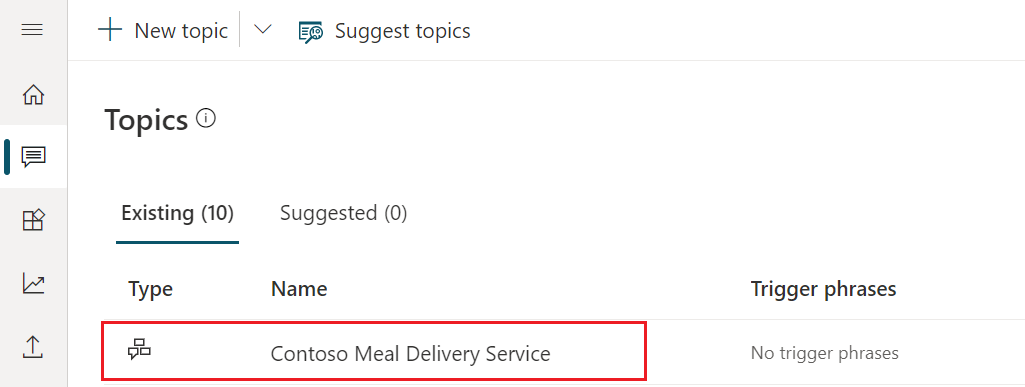 New topic
Suggest topics
Topics
Existing (10)
Suggested (0)
Type Name Trigger phrases
Contoso Meal Delivery Service No trigger phrases